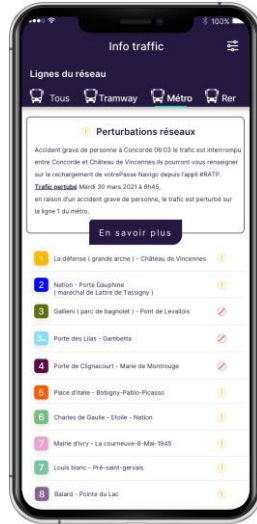 100%
Info traffic
Lignes du réseau
Tous Tramway Métro Rer
Perturbations réseaux
Accident grave de personne à Concorde 06:03 le trafic est interrompu
entre Concorde et Château de Vincennes.Ils pourront vous renseigner
sur le rechargement de votrePasse Navigo depuis l'appli #RATP.
Trafic pertubé Mardi 30 mars 2021 à 8h45,
en raison d'un accident grave de personne, le trafic est perturbé sur
la ligne 1 du métro.
En savoir plus
1 La défense ( grande arche ) - Château de Vincennes
2 Nation - Porte Dauphine
( maréchal de Lattre de Tassigny )
3 Gallieni ( parc de bagnolet ) - Pont de Levallois
3 Porte des Lilas - Gambetta
4 Porte de Clignacourt - Marie de Montrouge
5 Place d'Italie - Bobigny-Pablo-Picasso
6 Charles de Gaulle - Etoile - Nation
7 Mairie d'Ivry - La courneuve-8-Mai-1945
7 Louis blanc - Pré-saint-gervais
8 Balard - Pointe du Lac